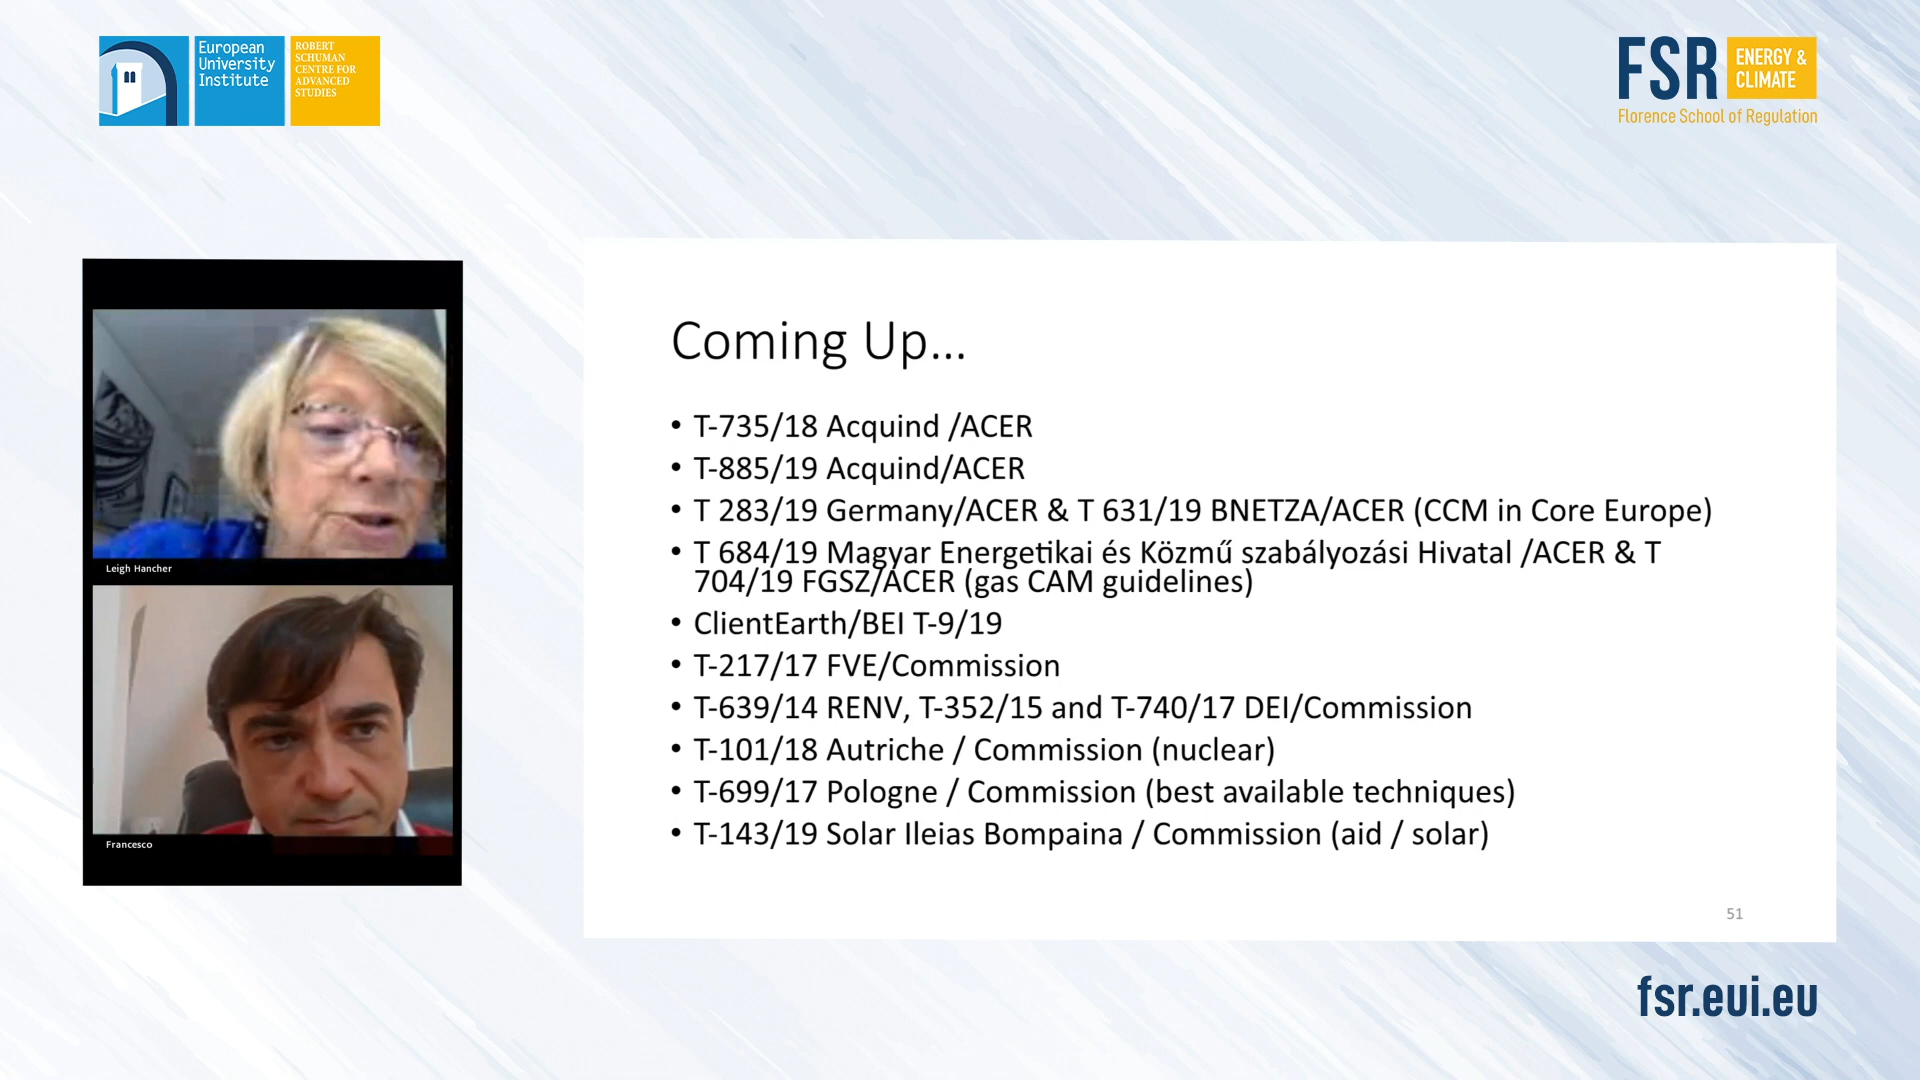 European
University
Institute
ROBERT
SCHUMAN
CENTRE FOR
ADVANCED
STUDIES
FSR
ENERGY &
CLIMATE
Florence School of Regulation
Leigh Hancher
Francesco
Coming Up...
• T-735/18 Acquind /ACER
• T-885/19 Acquind/ACER
• T 283/19 Germany/ACER & T 631/19 BNETZA/ACER (CCM in Core Europe)
• T 684/19 Magyar Energetikai és Közmű szabályozási Hivatal /ACER & T
704/19 FGSZ/ACER (gas CAM guidelines)
• ClientEarth/BEI T-9/19
• T-217/17 FVE/Commission
• T-639/14 RENV, T-352/15 and T-740/17 DEI/Commission
• T-101/18 Autriche / Commission (nuclear)
• T-699/17 Pologne / Commission (best available techniques)
• T-143/19 Solar Ileias Bompaina / Commission (aid / solar)
51
fsr.eui.eu